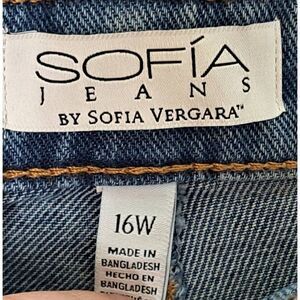 SOFÍA
JEANS
BY SOFIA VERGARA™
16W
MADE IN
BANGLADESH
HECHO EN
BANGLADESH